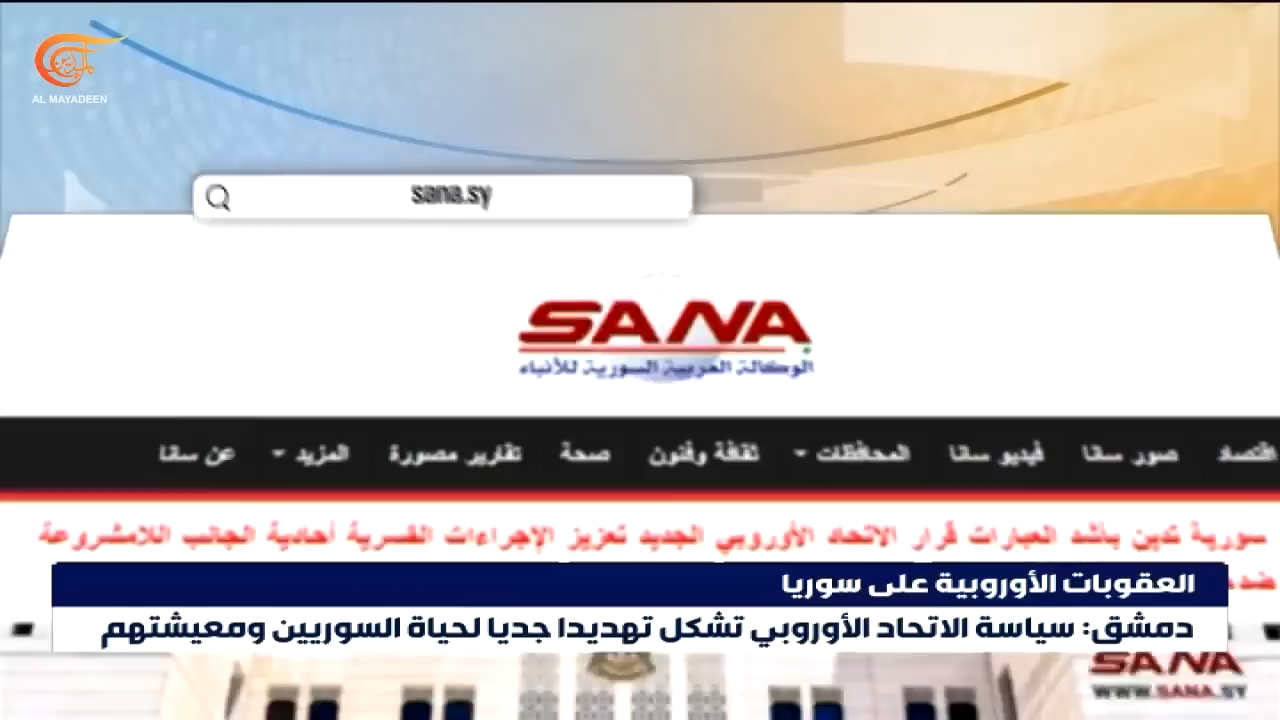 AL MAYADEEN
sana.sy
SANA
الوكالة العربية السورية للأنباء
صور سانا فيديو سانا المحافظات ثقافة وفنون صحة تقارير مصورة المزيد عن سانا
سورية تدين بأشد العبارات قرار الاتحاد الأوروبي الجديد تعزيز الإجراءات القسرية أحادية الجانب اللامشروعة
العقوبات الأوروبية على سوريا
دمشق: سياسة الاتحاد الأوروبي تشكل تهديدا جديا لحياة السوريين ومعيشتهم
SANA
WWW.SANA.SY